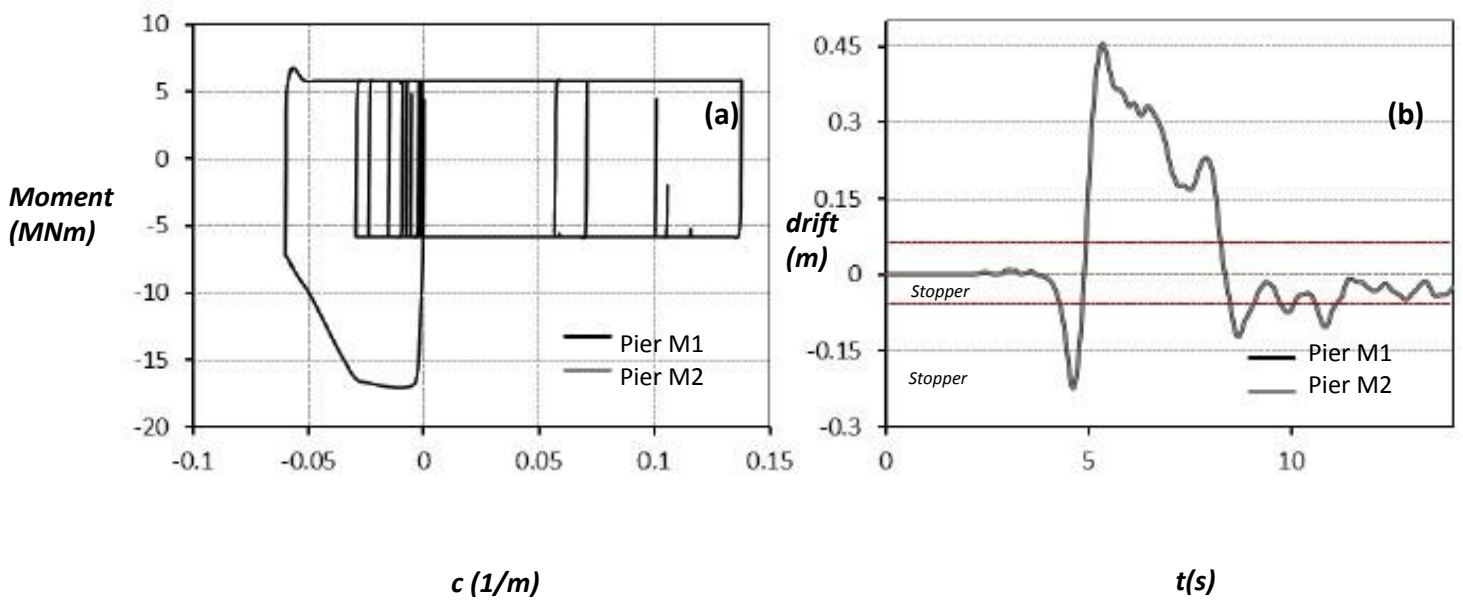 10
5
0
-5
-10
-15
-20
-0.1
-0.05
0
0.05
0.1
0.15
Moment
(MNm)
(a)
Pier M1
Pier M2
c (1/m)
0.45
0.3
0.15
0
-0.15
-0.3
0
5
10
drift
(m)
(b)
Stopper
Stopper
Pier M1
Pier M2
t(s)